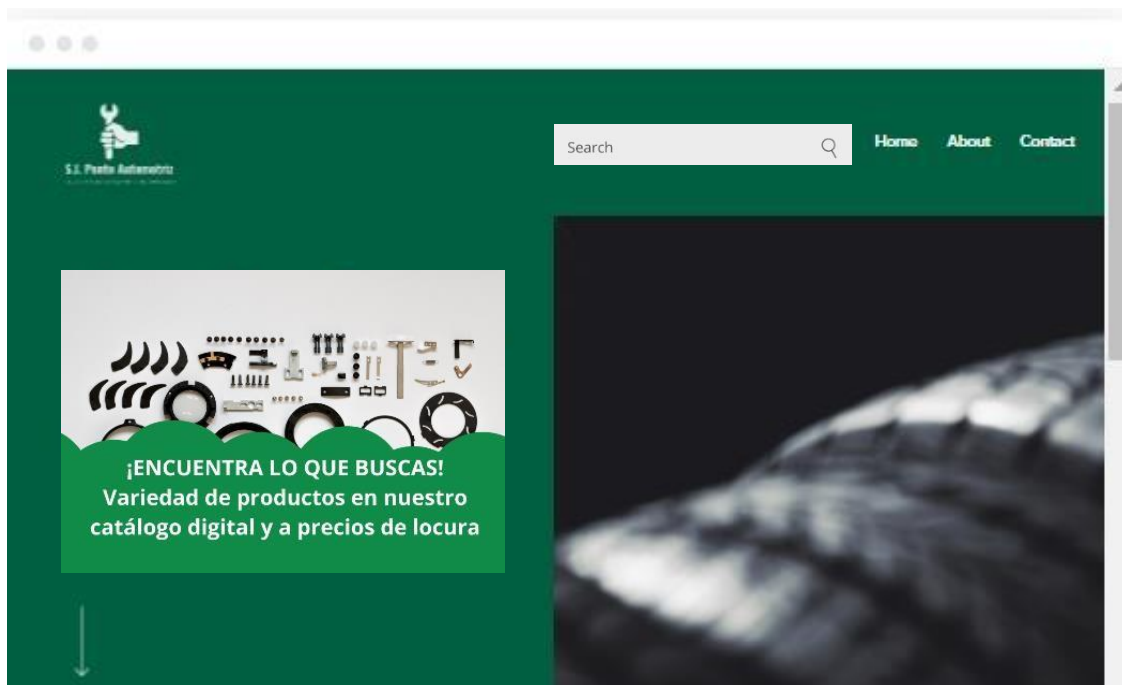 S.I. Punto Automotriz
Search
Home
About
Contact
¡ENCUENTRA LO QUE BUSCAS!
Variedad de productos en nuestro
catálogo digital y a precios de locura